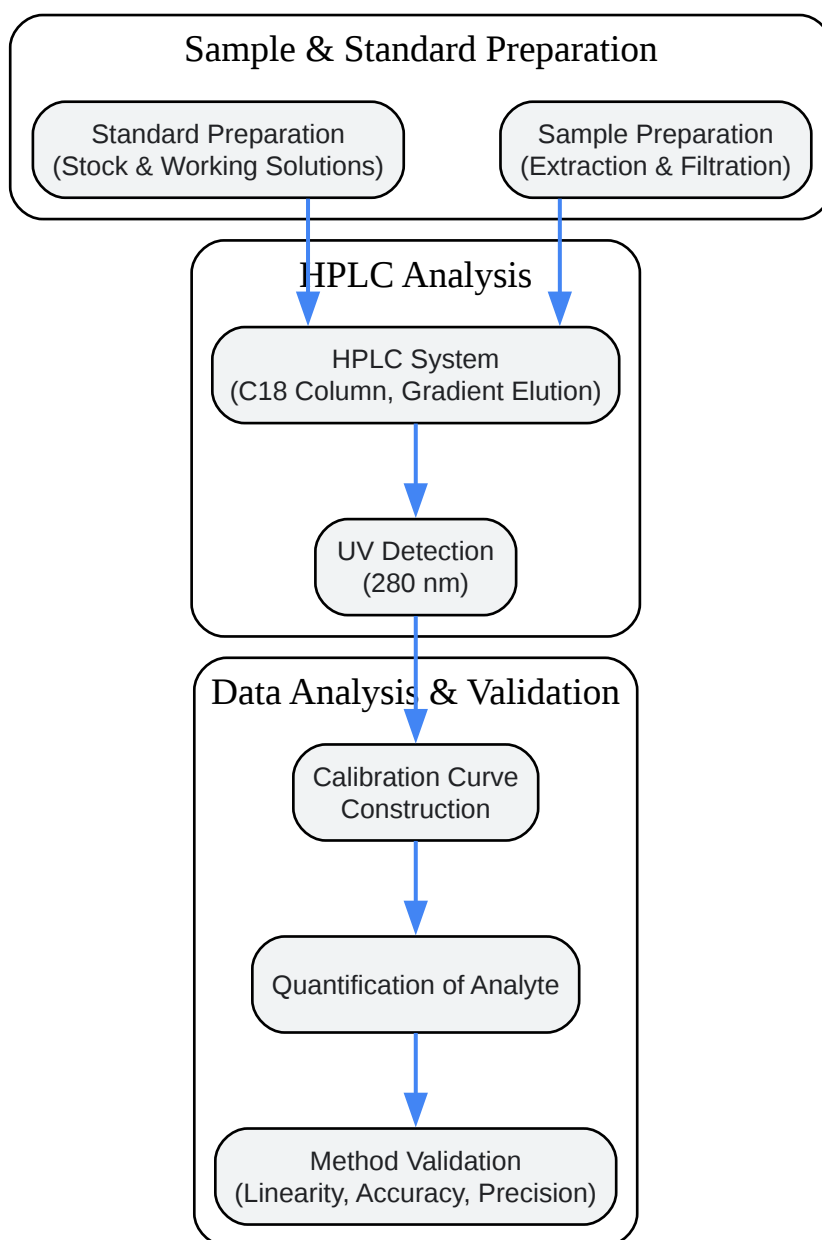 Sample & Standard Preparation
Standard Preparation
(Stock & Working Solutions)
Sample Preparation
(Extraction & Filtration)
HPLC Analysis
HPLC System
(C18 Column, Gradient Elution)
UV Detection
(280 nm)
Data Analysis & Validation
Calibration Curve
Construction
Quantification of Analyte
Method Validation
(Linearity, Accuracy, Precision)